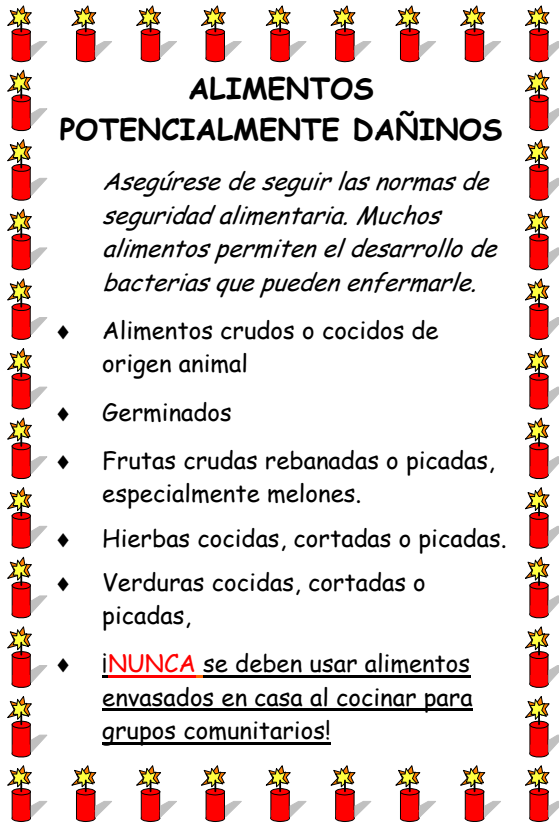 ALIMENTOS
POTENCIALMENTE DAÑINOS
Asegúrese de seguir las normas de
seguridad alimentaria. Muchos
alimentos permiten el desarrollo de
bacterias que pueden enfermarle.
♦ Alimentos crudos o cocidos de
origen animal
♦ Germinados
♦ Frutas crudas rebanadas o picadas,
especialmente melones.
♦ Hierbas cocidas, cortadas o picadas.
♦ Verduras cocidas, cortadas o
picadas,
♦ ¡NUNCA se deben usar alimentos
envasados en casa al cocinar para
grupos comunitarios!